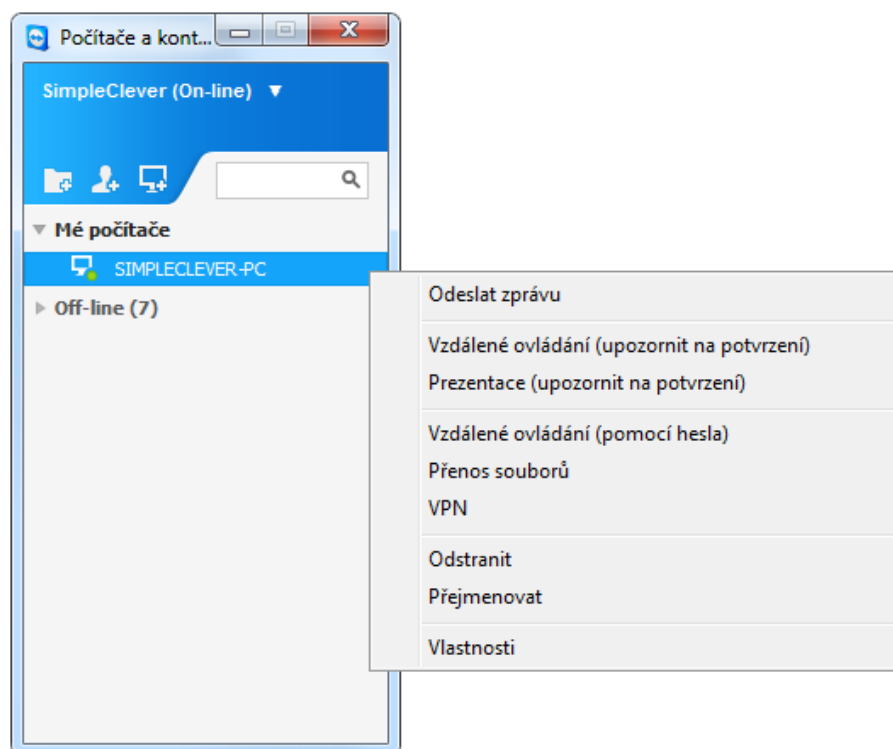 Počítače a kont...
SimpleClever (On-line)
Mé počítače
SIMPLECLEVER-PC
Off-line (7)
Odeslat zprávu
Vzdálené ovládání (upozornit na potvrzení)
Prezentace (upozornit na potvrzení)
Vzdálené ovládání (pomocí hesla)
Přenos souborů
VPN
Odstranit
Přejmenovat
Vlastnosti